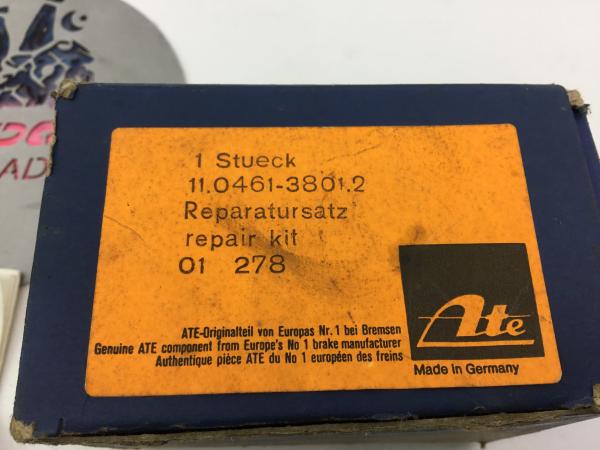 1 Stueck
11.0461-3801.2
Reparatursatz
repair kit
01 278
ATE-Originalteil von Europas Nr. 1 bei Bremsen
Genuine ATE component from Europe's No 1 brake manufacturer
Authentique pièce ATE du No 1 européen des freins
Ate
Made in Germany